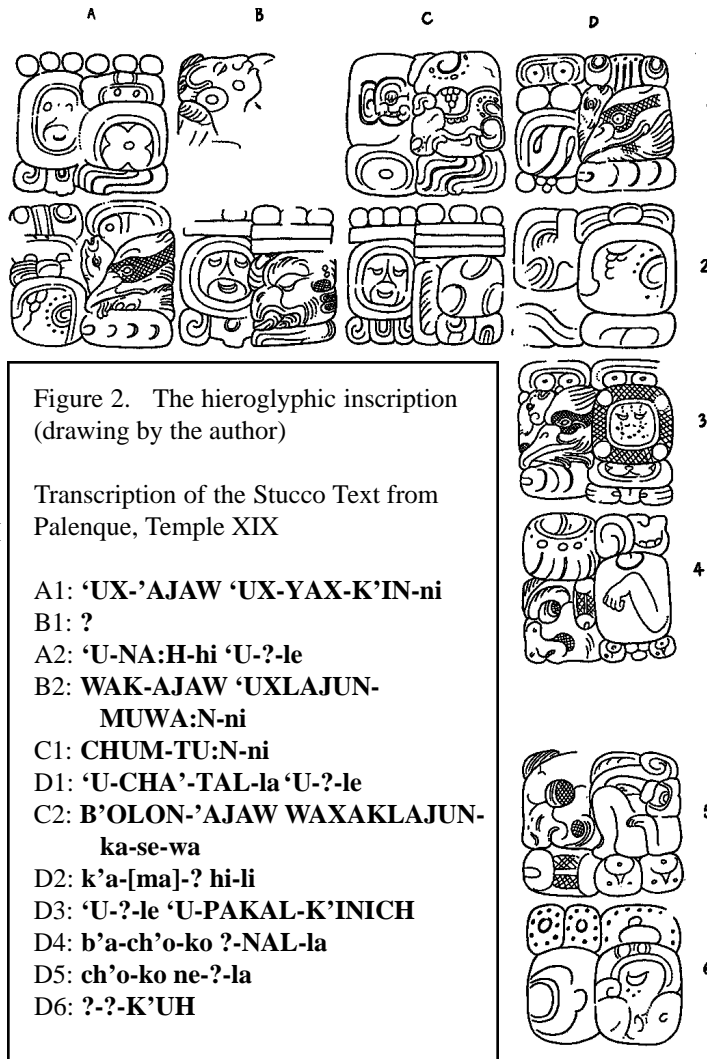 A
B
C
D
2
3
4
5
6
Figure 2. The hieroglyphic inscription
(drawing by the author)
Transcription of the Stucco Text from
Palenque, Temple XIX
A1: ‘UX-’AJAW ‘UX-YAX-K’IN-ni
B1: ?
A2: ‘U-NA:H-hi ‘U-?-le
B2: WAK-AJAW ‘UXLAJUN-
MUWA:N-ni
C1: CHUM-TU:N-ni
D1: ‘U-CHA’-TAL-la ‘U-?-le
C2: B’OLON-’AJAW WAXAKLAJUN-
ka-se-wa
D2: k’a-[ma]-? hi-li
D3: ‘U-?-le ‘U-PAKAL-K’INICH
D4: b’a-ch’o-ko ?-NAL-la
D5: ch’o-ko ne-?-la
D6: ?-?-K’UH